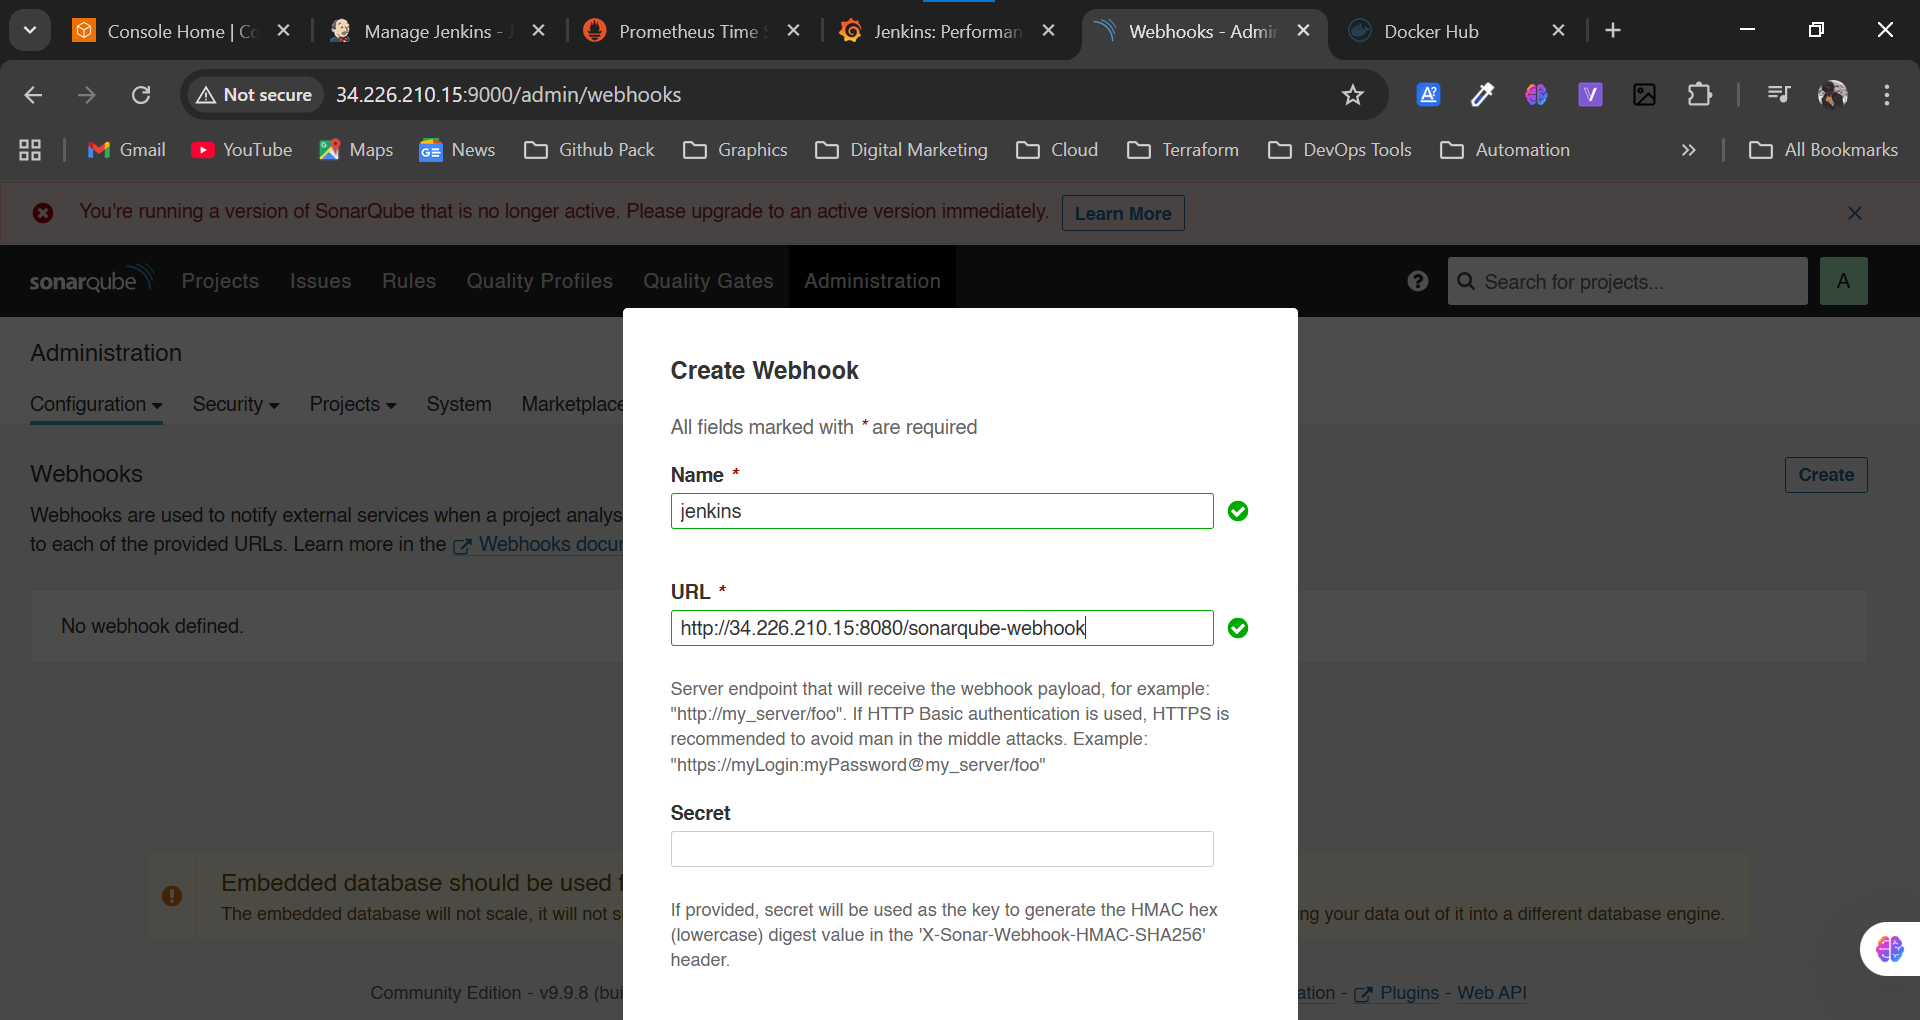 Console Home | Co
Manage Jenkins - J
Prometheus Time S
Jenkins: Performan
Webhooks - Admin
Docker Hub
Not secure
34.226.210.15:9000/admin/webhooks
Gmail
YouTube
Maps
News
Github Pack
Graphics
Digital Marketing
Cloud
Terraform
DevOps Tools
Automation
All Bookmarks
You're running a version of SonarQube that is no longer active. Please upgrade to an active version immediately.
Learn More
sonarqube
Projects
Issues
Rules
Quality Profiles
Quality Gates
Administration
Search for projects...
A
Administration
Configuration
Security
Projects
System
Marketplace
Webhooks
Create
Webhooks are used to notify external services when a project analys
to each of the provided URLs. Learn more in the Webhooks docu
No webhook defined.
Create Webhook
All fields marked with * are required
Name *
jenkins
URL *
http://34.226.210.15:8080/sonarqube-webhook
Server endpoint that will receive the webhook payload, for example:
"http://my_server/foo". If HTTP Basic authentication is used, HTTPS is
recommended to avoid man in the middle attacks. Example:
"https://myLogin:myPassword@my_server/foo"
Secret
If provided, secret will be used as the key to generate the HMAC hex
(lowercase) digest value in the 'X-Sonar-Webhook-HMAC-SHA256'
header.
Embedded database should be used f
The embedded database will not scale, it will not s
ng your data out of it into a different database engine.
Community Edition - v9.9.8 (bui
ation - Plugins - Web API